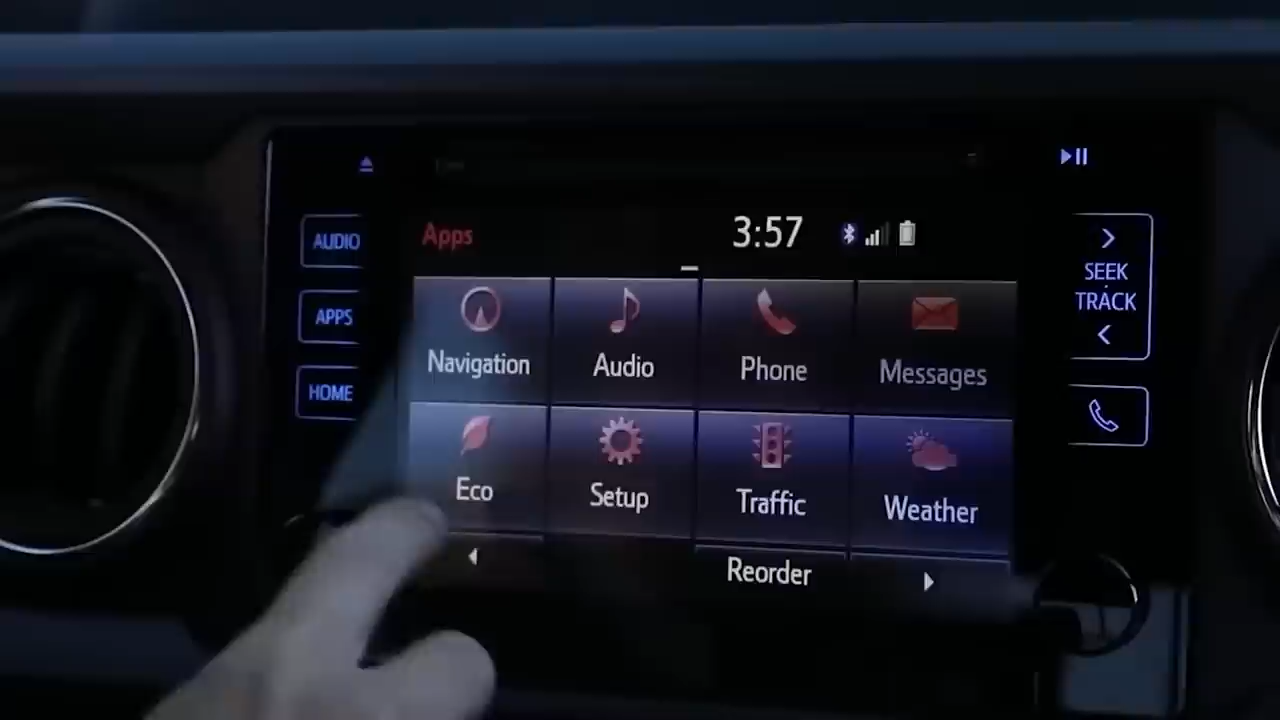 AUDIO
APPS
HOME
Apps
3:57
Navigation
Audio
Phone
Messages
Eco
Setup
Traffic
Weather
Reorder
SEEK
TRACK